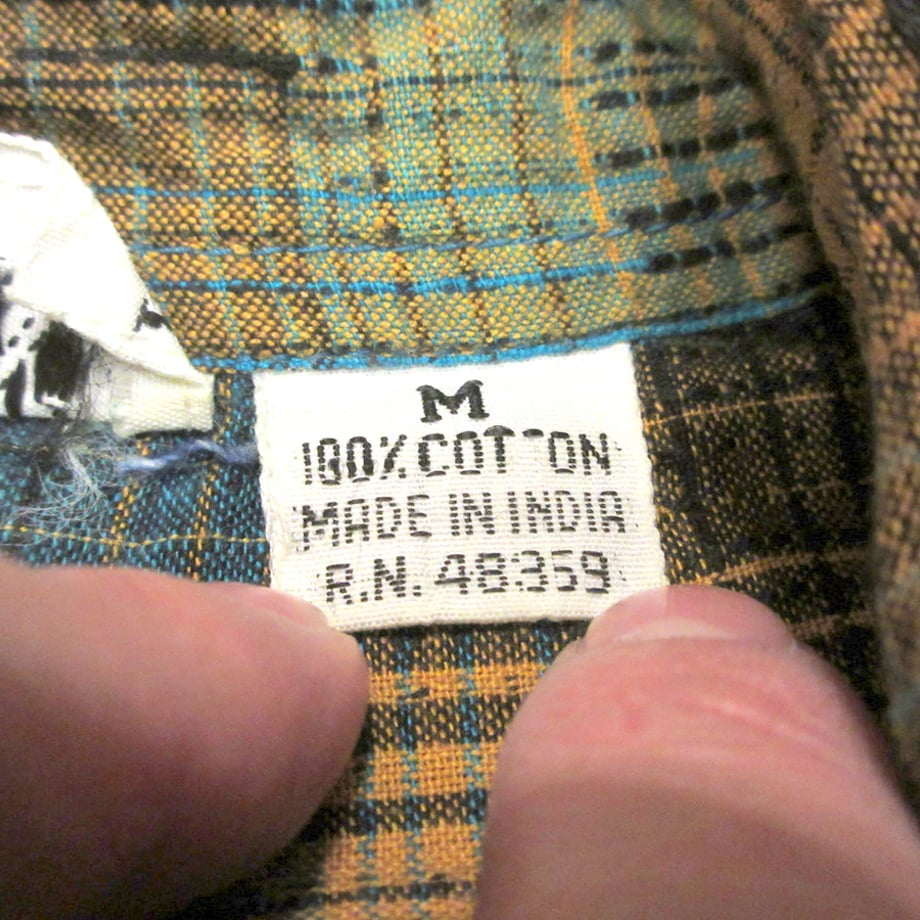 M
100% COTTON
MADE IN INDIA
R.N. 48359